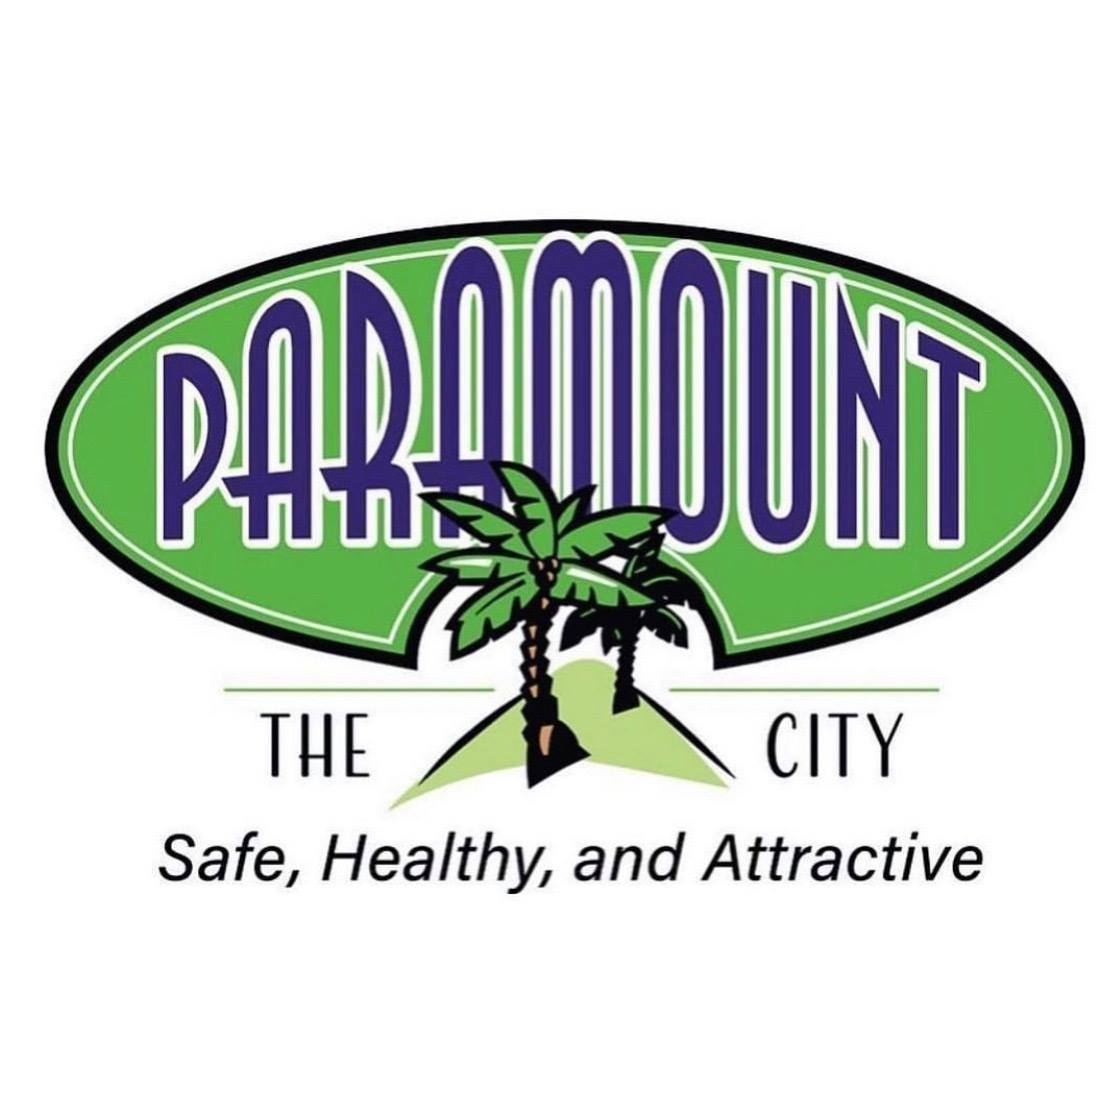 PARAMOUNT
THE CITY
Safe, Healthy, and Attractive